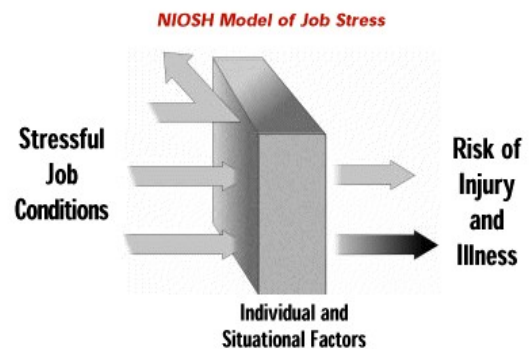 NIOSH Model of Job Stress
Stressful
Job
Conditions
Risk of
Injury
and
Illness
Individual and
Situational Factors